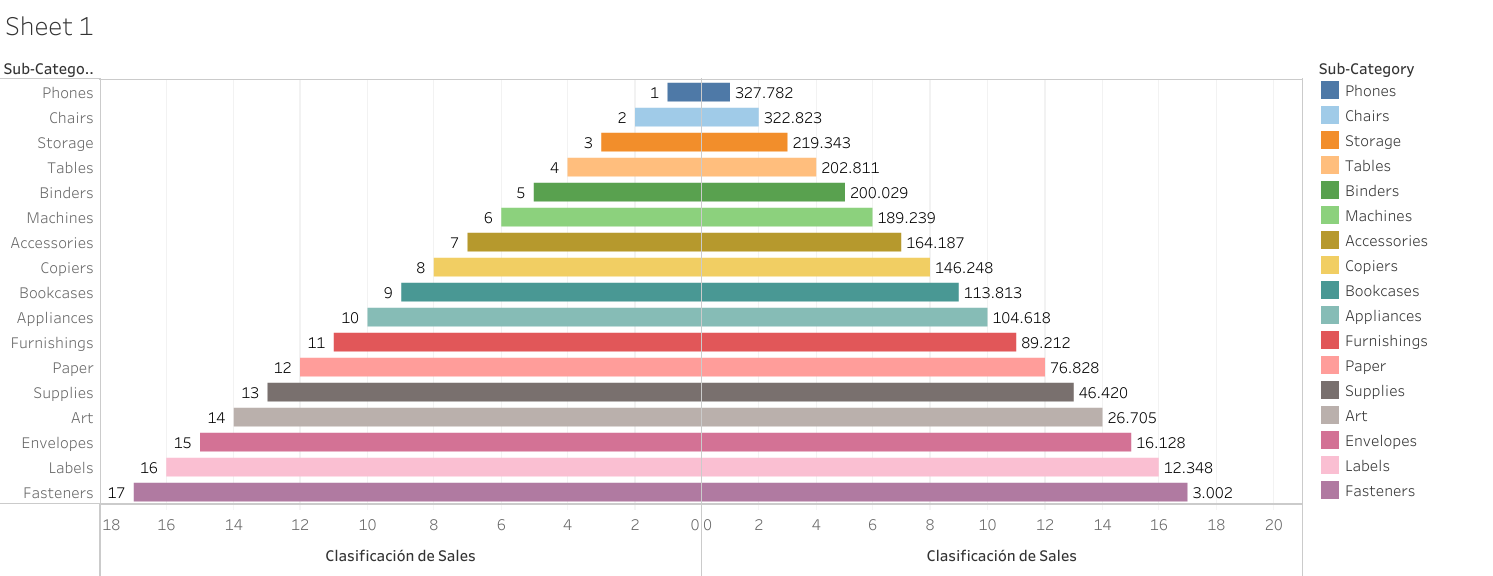 Sheet 1
Sub-Catego..
Phones 1 327.782
Chairs 2 322.823
Storage 3 219.343
Tables 4 202.811
Binders 5 200.029
Machines 6 189.239
Accessories 7 164.187
Copiers 8 146.248
Bookcases 9 113.813
Appliances 10 104.618
Furnishings 11 89.212
Paper 12 76.828
Supplies 13 46.420
Art 14 26.705
Envelopes 15 16.128
Labels 16 12.348
Fasteners 17 3.002
18 16 14 12 10 8 6 4 2 0 0 2 4 6 8 10 12 14 16 18 20
Clasificación de Sales Clasificación de Sales
Sub-Category
Phones
Chairs
Storage
Tables
Binders
Machines
Accessories
Copiers
Bookcases
Appliances
Furnishings
Paper
Supplies
Art
Envelopes
Labels
Fasteners